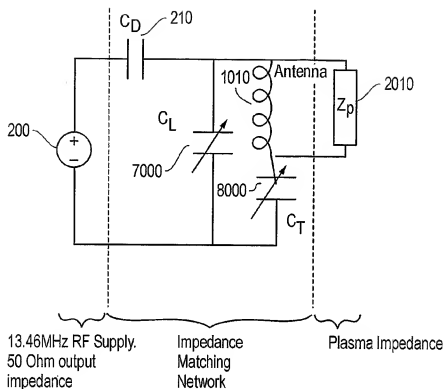 C_D
210
1010
Antenna
Z_p
2010
200
+
−
C_L
7000
8000
C_T
13.46MHz RF Supply.
50 Ohm output
impedance
Impedance
Matching
Network
Plasma Impedance